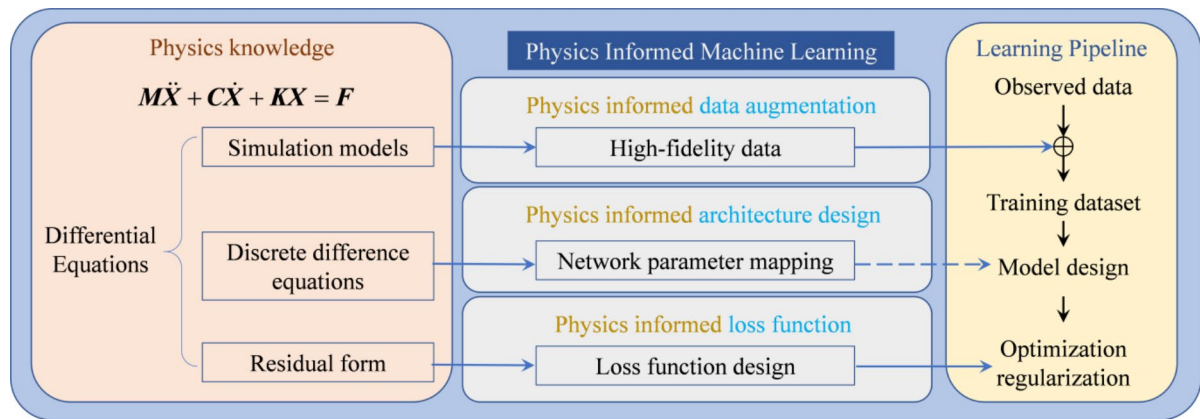 Physics knowledge
MẌ + CẊ + KX = F
Differential
Equations
Simulation models
Discrete difference
equations
Residual form
Physics Informed Machine Learning
Physics informed data augmentation
High-fidelity data
Physics informed architecture design
Network parameter mapping
Physics informed loss function
Loss function design
Learning Pipeline
Observed data
Training dataset
Model design
Optimization
regularization